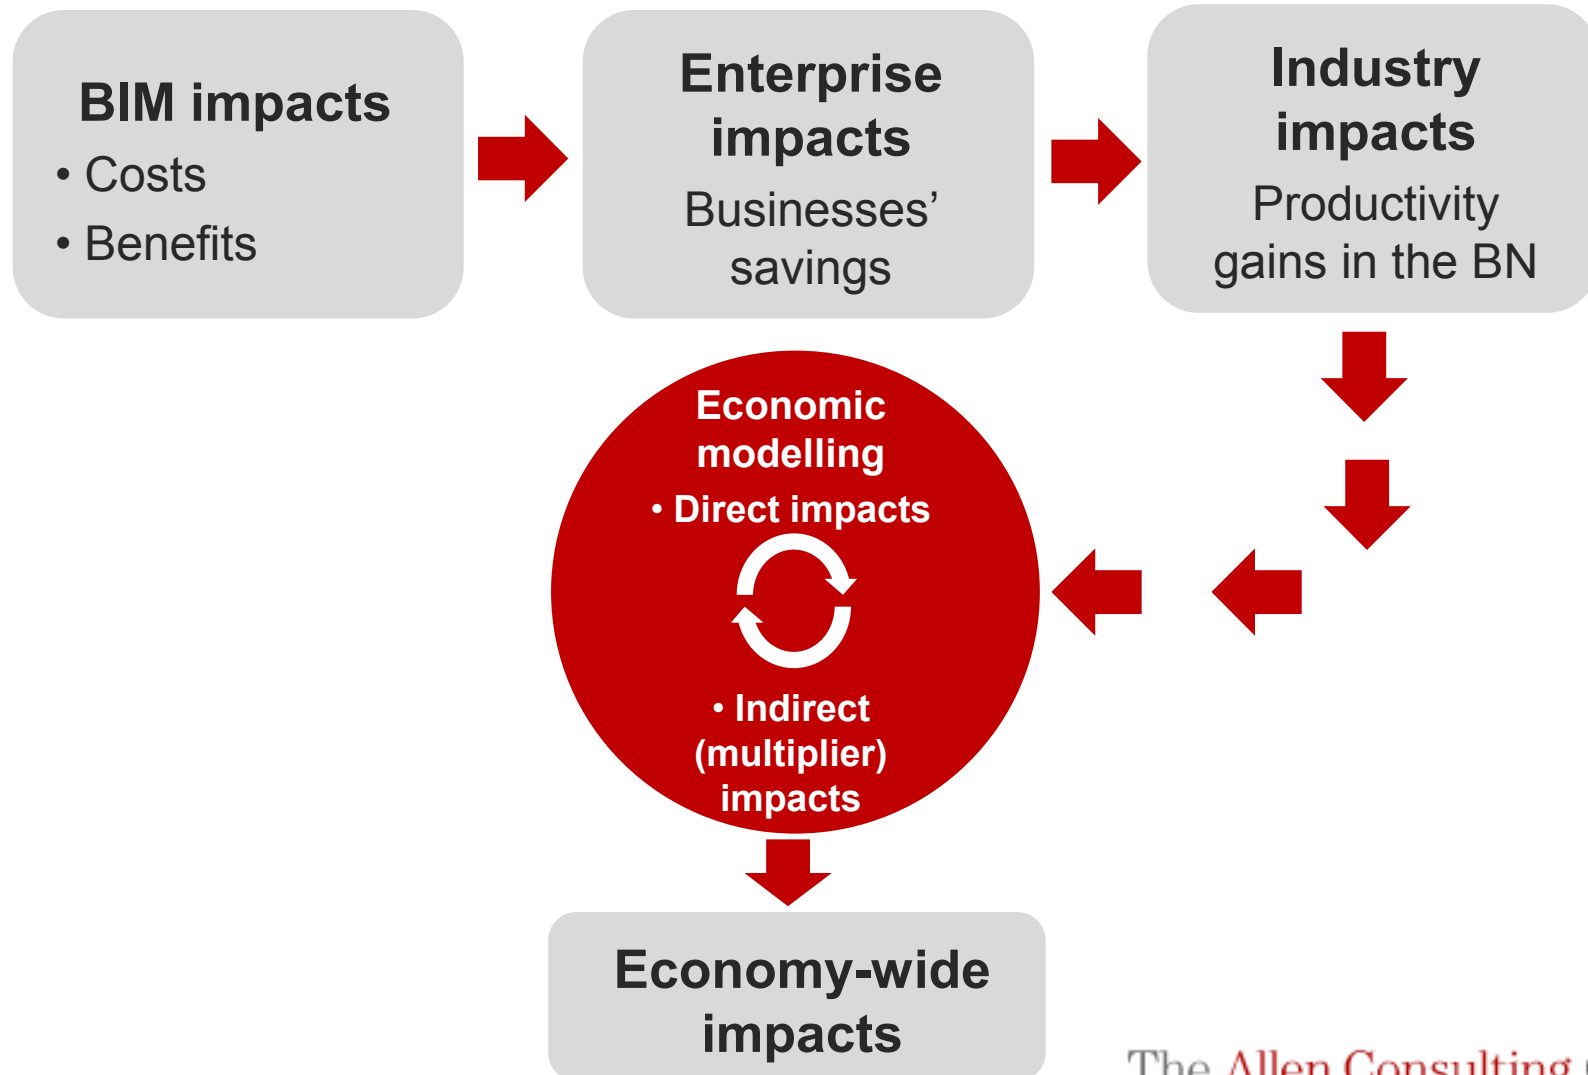 BIM impacts
• Costs
• Benefits
Enterprise
impacts
Businesses’
savings
Industry
impacts
Productivity
gains in the BN
Economic
modelling
• Direct impacts
• Indirect
(multiplier)
impacts
Economy-wide
impacts
The Allen Consulting